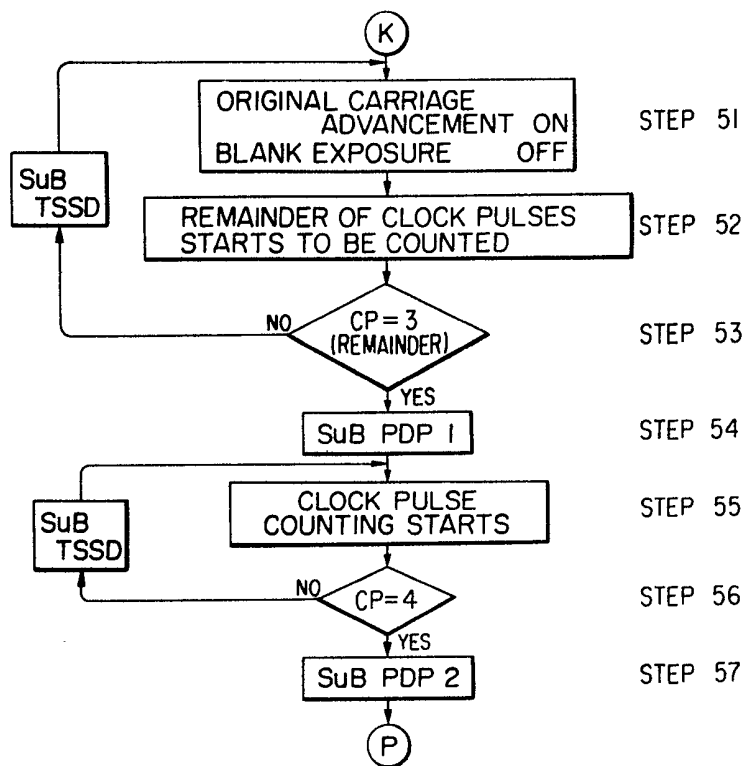 K
ORIGINAL CARRIAGE
ADVANCEMENT ON
BLANK EXPOSURE OFF
STEP 51
SuB
TSSD
REMAINDER OF CLOCK PULSES
STARTS TO BE COUNTED
STEP 52
NO
CP=3
(REMAINDER)
STEP 53
YES
SuB PDP 1
STEP 54
SuB
TSSD
CLOCK PULSE
COUNTING STARTS
STEP 55
NO
CP=4
STEP 56
YES
SuB PDP 2
STEP 57
P